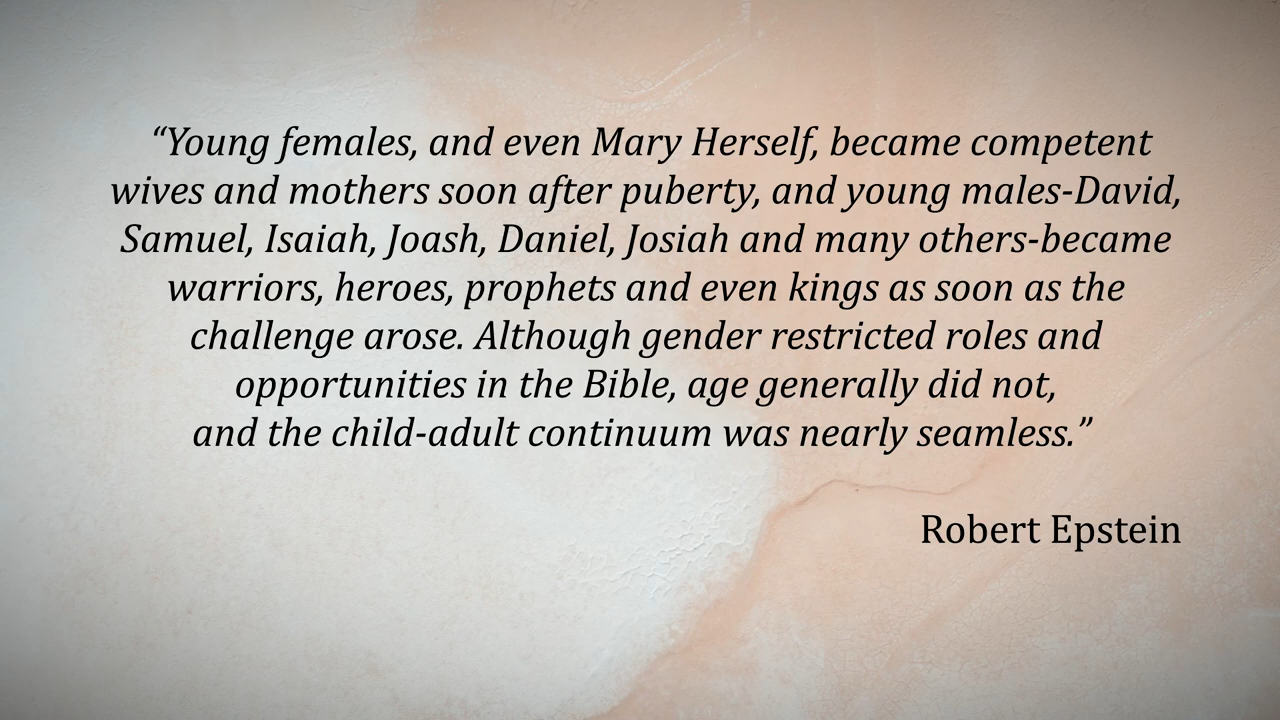 “Young females, and even Mary Herself, became competent
wives and mothers soon after puberty, and young males-David,
Samuel, Isaiah, Joash, Daniel, Josiah and many others-became
warriors, heroes, prophets and even kings as soon as the
challenge arose. Although gender restricted roles and
opportunities in the Bible, age generally did not,
and the child-adult continuum was nearly seamless.”
Robert Epstein